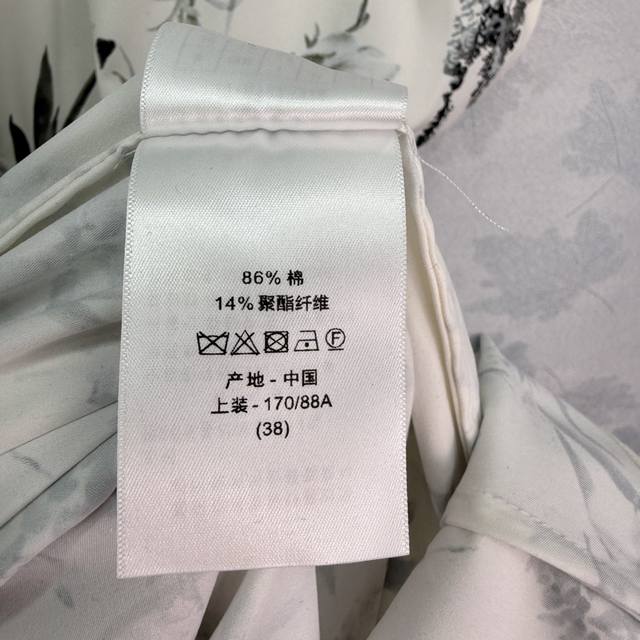 86% 棉
14% 聚酯纤维
F
产地 - 中国
上装 - 170/88A
(38)